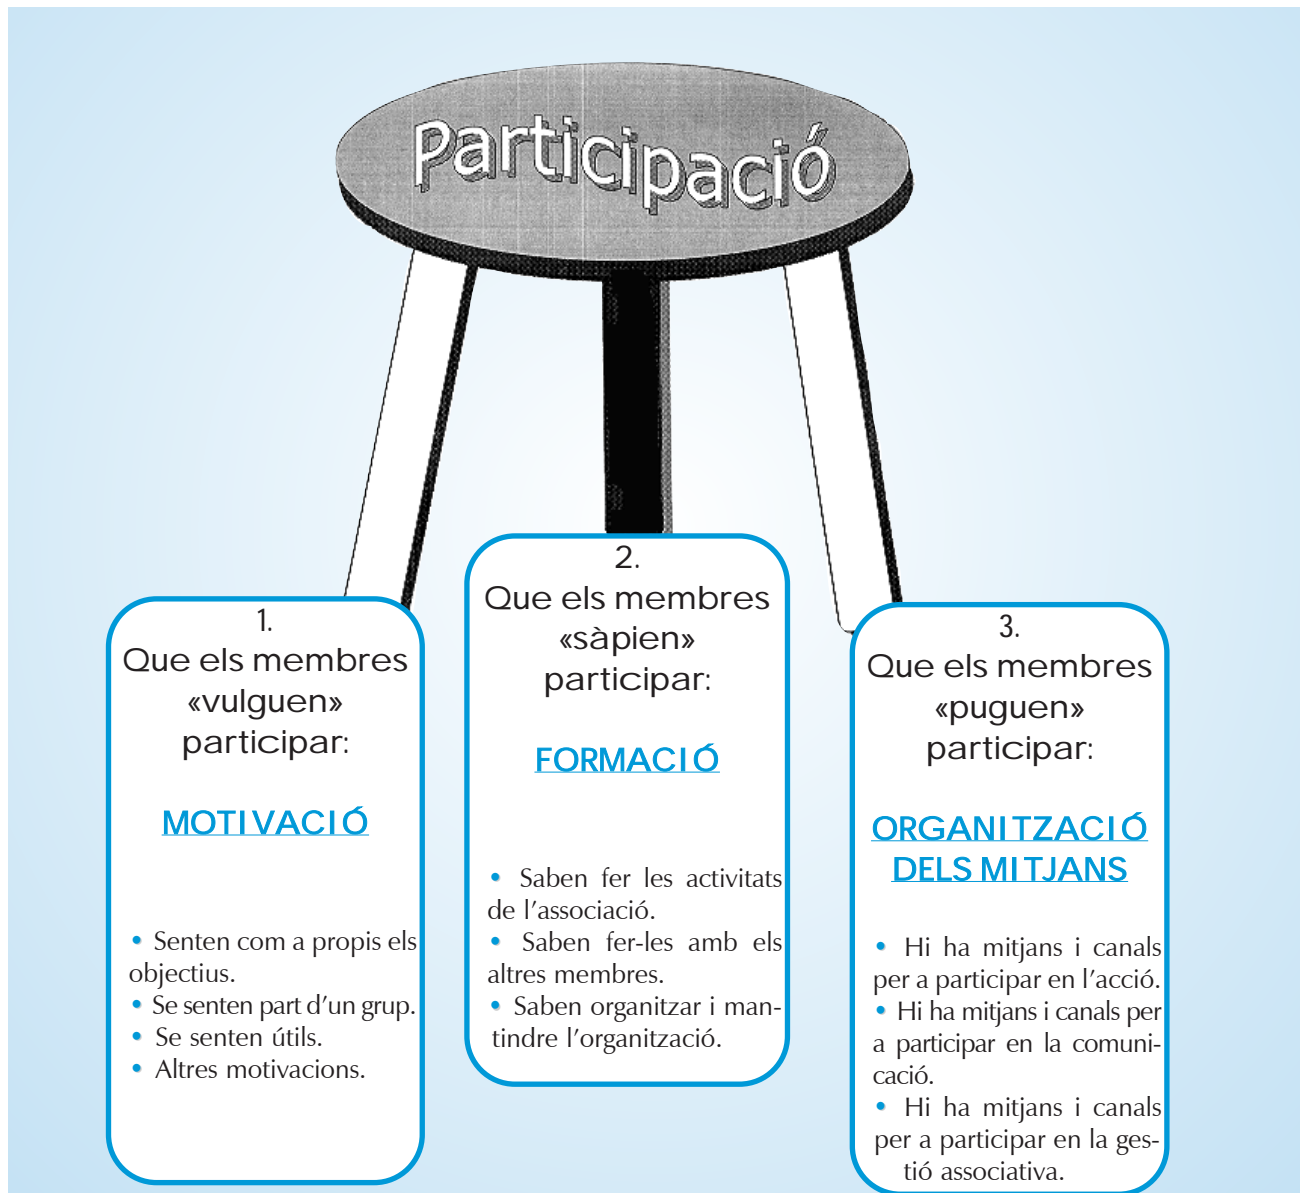 Participació
1.
Que els membres
«vulguen»
participar:
MOTIVACIÓ
• Senten com a propis els
objectius.
• Se senten part d'un grup.
• Se senten útils.
• Altres motivacions.
2.
Que els membres
«sàpien»
participar:
FORMACIÓ
• Saben fer les activitats
de l'associació.
• Saben fer-les amb els
altres membres.
• Saben organitzar i man-
tindre l'organització.
3.
Que els membres
«puguen»
participar:
ORGANITZACIÓ
DELS MITJANS
• Hi ha mitjans i canals
per a participar en l'acció.
• Hi ha mitjans i canals per
a participar en la comuni-
cació.
• Hi ha mitjans i canals
per a participar en la ges-
tió associativa.